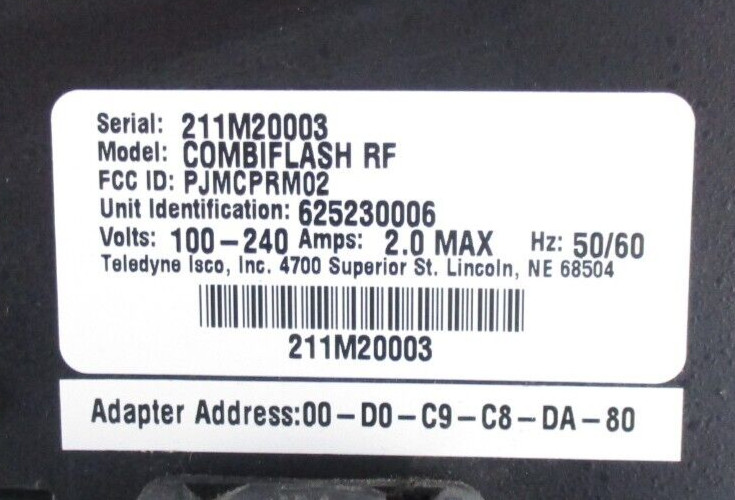 Serial: 211M20003
Model: COMBIFLASH RF
FCC ID: PJMCPRM02
Unit Identification: 625230006
Volts: 100-240 Amps: 2.0 MAX Hz: 50/60
Teledyne Isco, Inc. 4700 Superior St. Lincoln, NE 68504
211M20003
Adapter Address:00-D0-C9-C8-DA-80